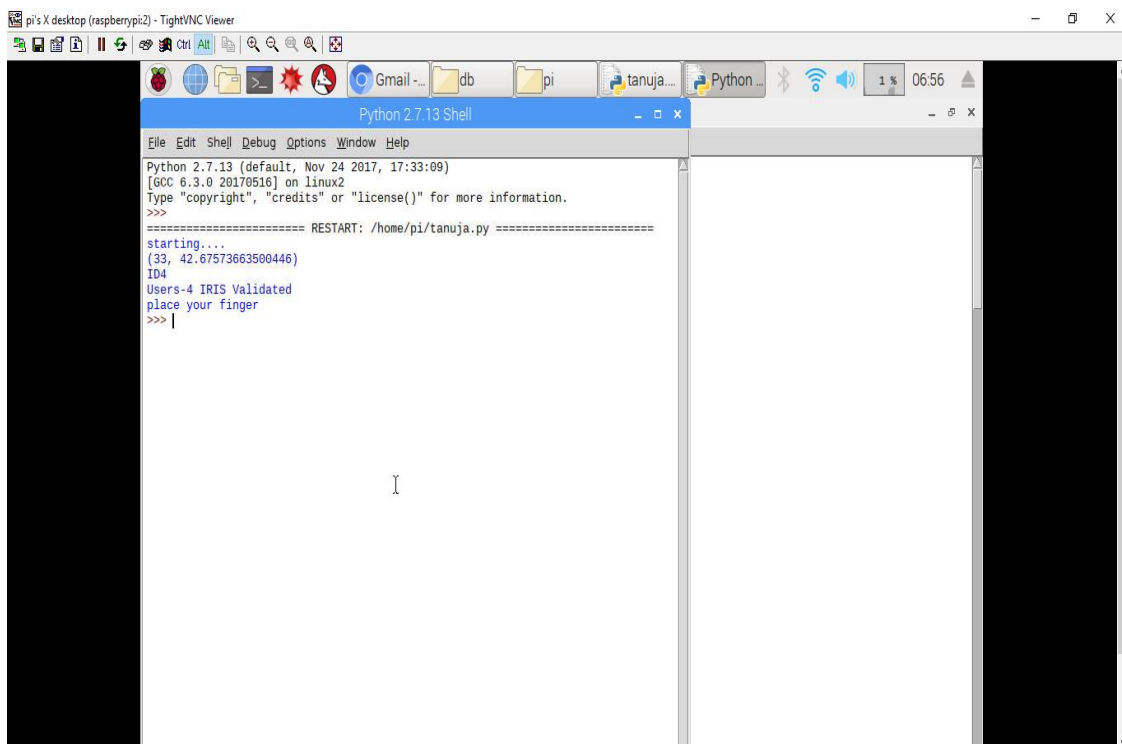 pi's X desktop (raspberrypi:2) - TightVNC Viewer
Ctrl Alt
Gmail -... db pi tanuja.... Python ... 1 % 06:56
Python 2.7.13 Shell
File Edit Shell Debug Options Window Help
Python 2.7.13 (default, Nov 24 2017, 17:33:09)
[GCC 6.3.0 20170516] on linux2
Type "copyright", "credits" or "license()" for more information.
>>>
======================== RESTART: /home/pi/tanuja.py ========================
starting....
(33, 42.67573663500446)
ID4
Users-4 IRIS Validated
place your finger
>>>